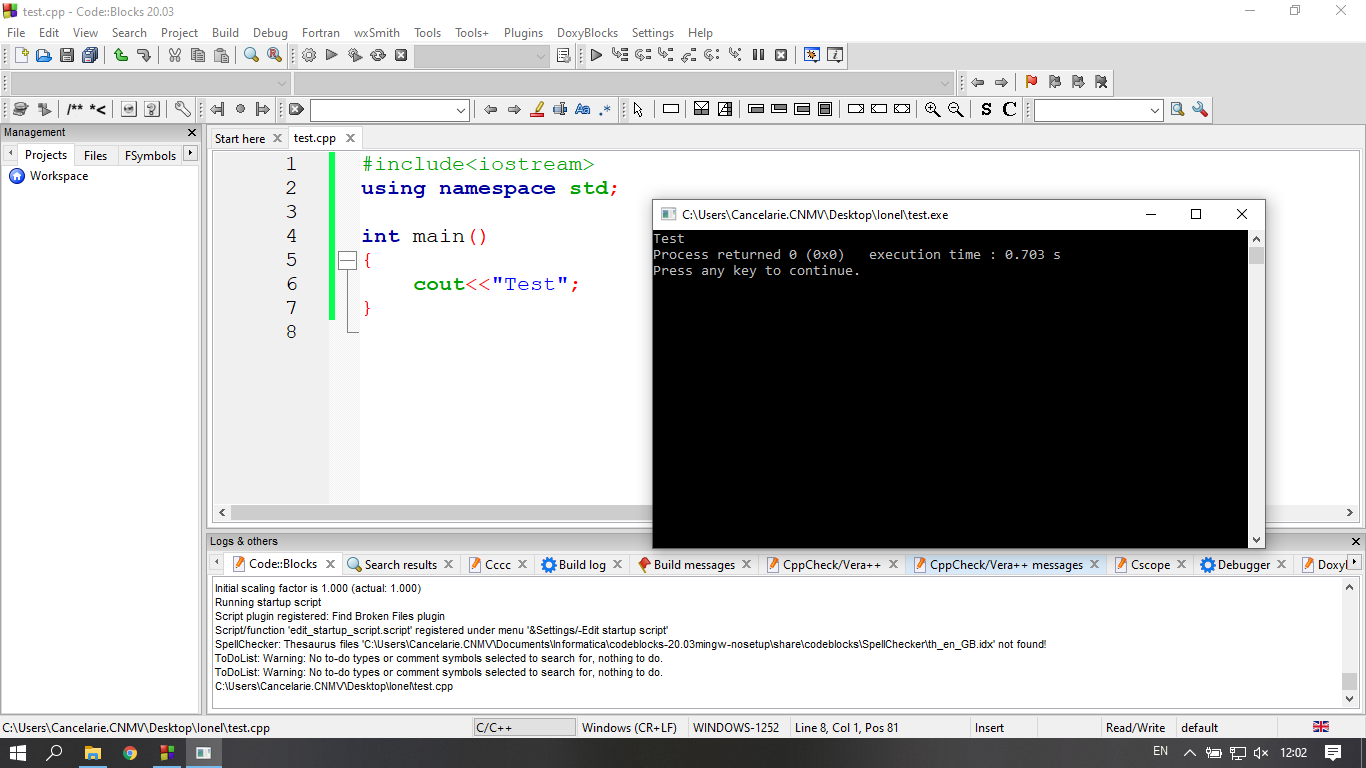 test.cpp - Code::Blocks 20.03
File Edit View Search Project Build Debug Fortran wxSmith Tools Tools+ Plugins DoxyBlocks Settings Help
/** *< Aa .* S C
Management
Projects Files FSymbols
Workspace
Start here test.cpp
1 #include<iostream>
2 using namespace std;
3
4 int main()
5 {
6 cout<<"Test";
7 }
8
C:\Users\Cancelarie.CNMV\Desktop\Ionel\test.exe
Test
Process returned 0 (0x0) execution time : 0.703 s
Press any key to continue.
Logs & others
Code::Blocks Search results Cccc Build log Build messages CppCheck/Vera++ CppCheck/Vera++ messages Cscope Debugger DoxyI
Initial scaling factor is 1.000 (actual: 1.000)
Running startup script
Script plugin registered: Find Broken Files plugin
Script/function 'edit_startup_script.script' registered under menu '&Settings/-Edit startup script'
SpellChecker: Thesaurus files 'C:\Users\Cancelarie.CNMV\Documents\Informatica\codeblocks-20.03mingw-nosetup\share\codeblocks\SpellChecker\th_en_GB.idx' not found!
ToDoList: Warning: No to-do types or comment symbols selected to search for, nothing to do.
ToDoList: Warning: No to-do types or comment symbols selected to search for, nothing to do.
C:\Users\Cancelarie.CNMV\Desktop\Ionel\test.cpp
C:\Users\Cancelarie.CNMV\Desktop\Ionel\test.cpp C/C++ Windows (CR+LF) WINDOWS-1252 Line 8, Col 1, Pos 81 Insert Read/Write default
EN 12:02